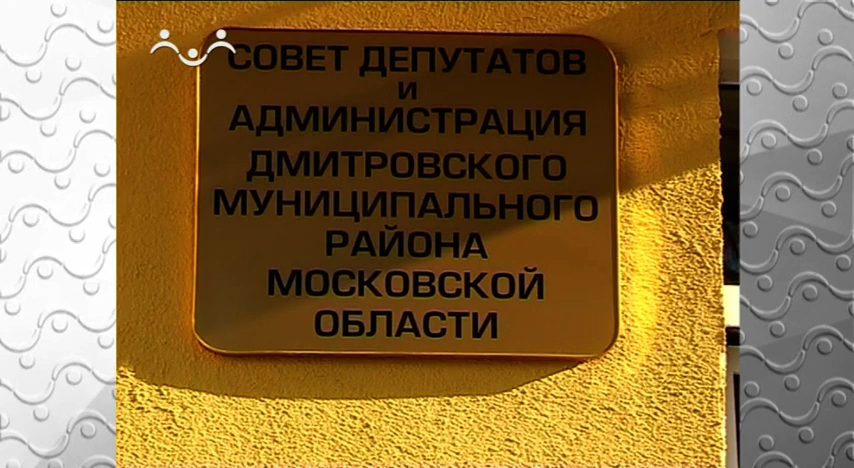 СОВЕТ ДЕПУТАТОВ
и
АДМИНИСТРАЦИЯ
ДМИТРОВСКОГО
МУНИЦИПАЛЬНОГО
РАЙОНА
МОСКОВСКОЙ
ОБЛАСТИ